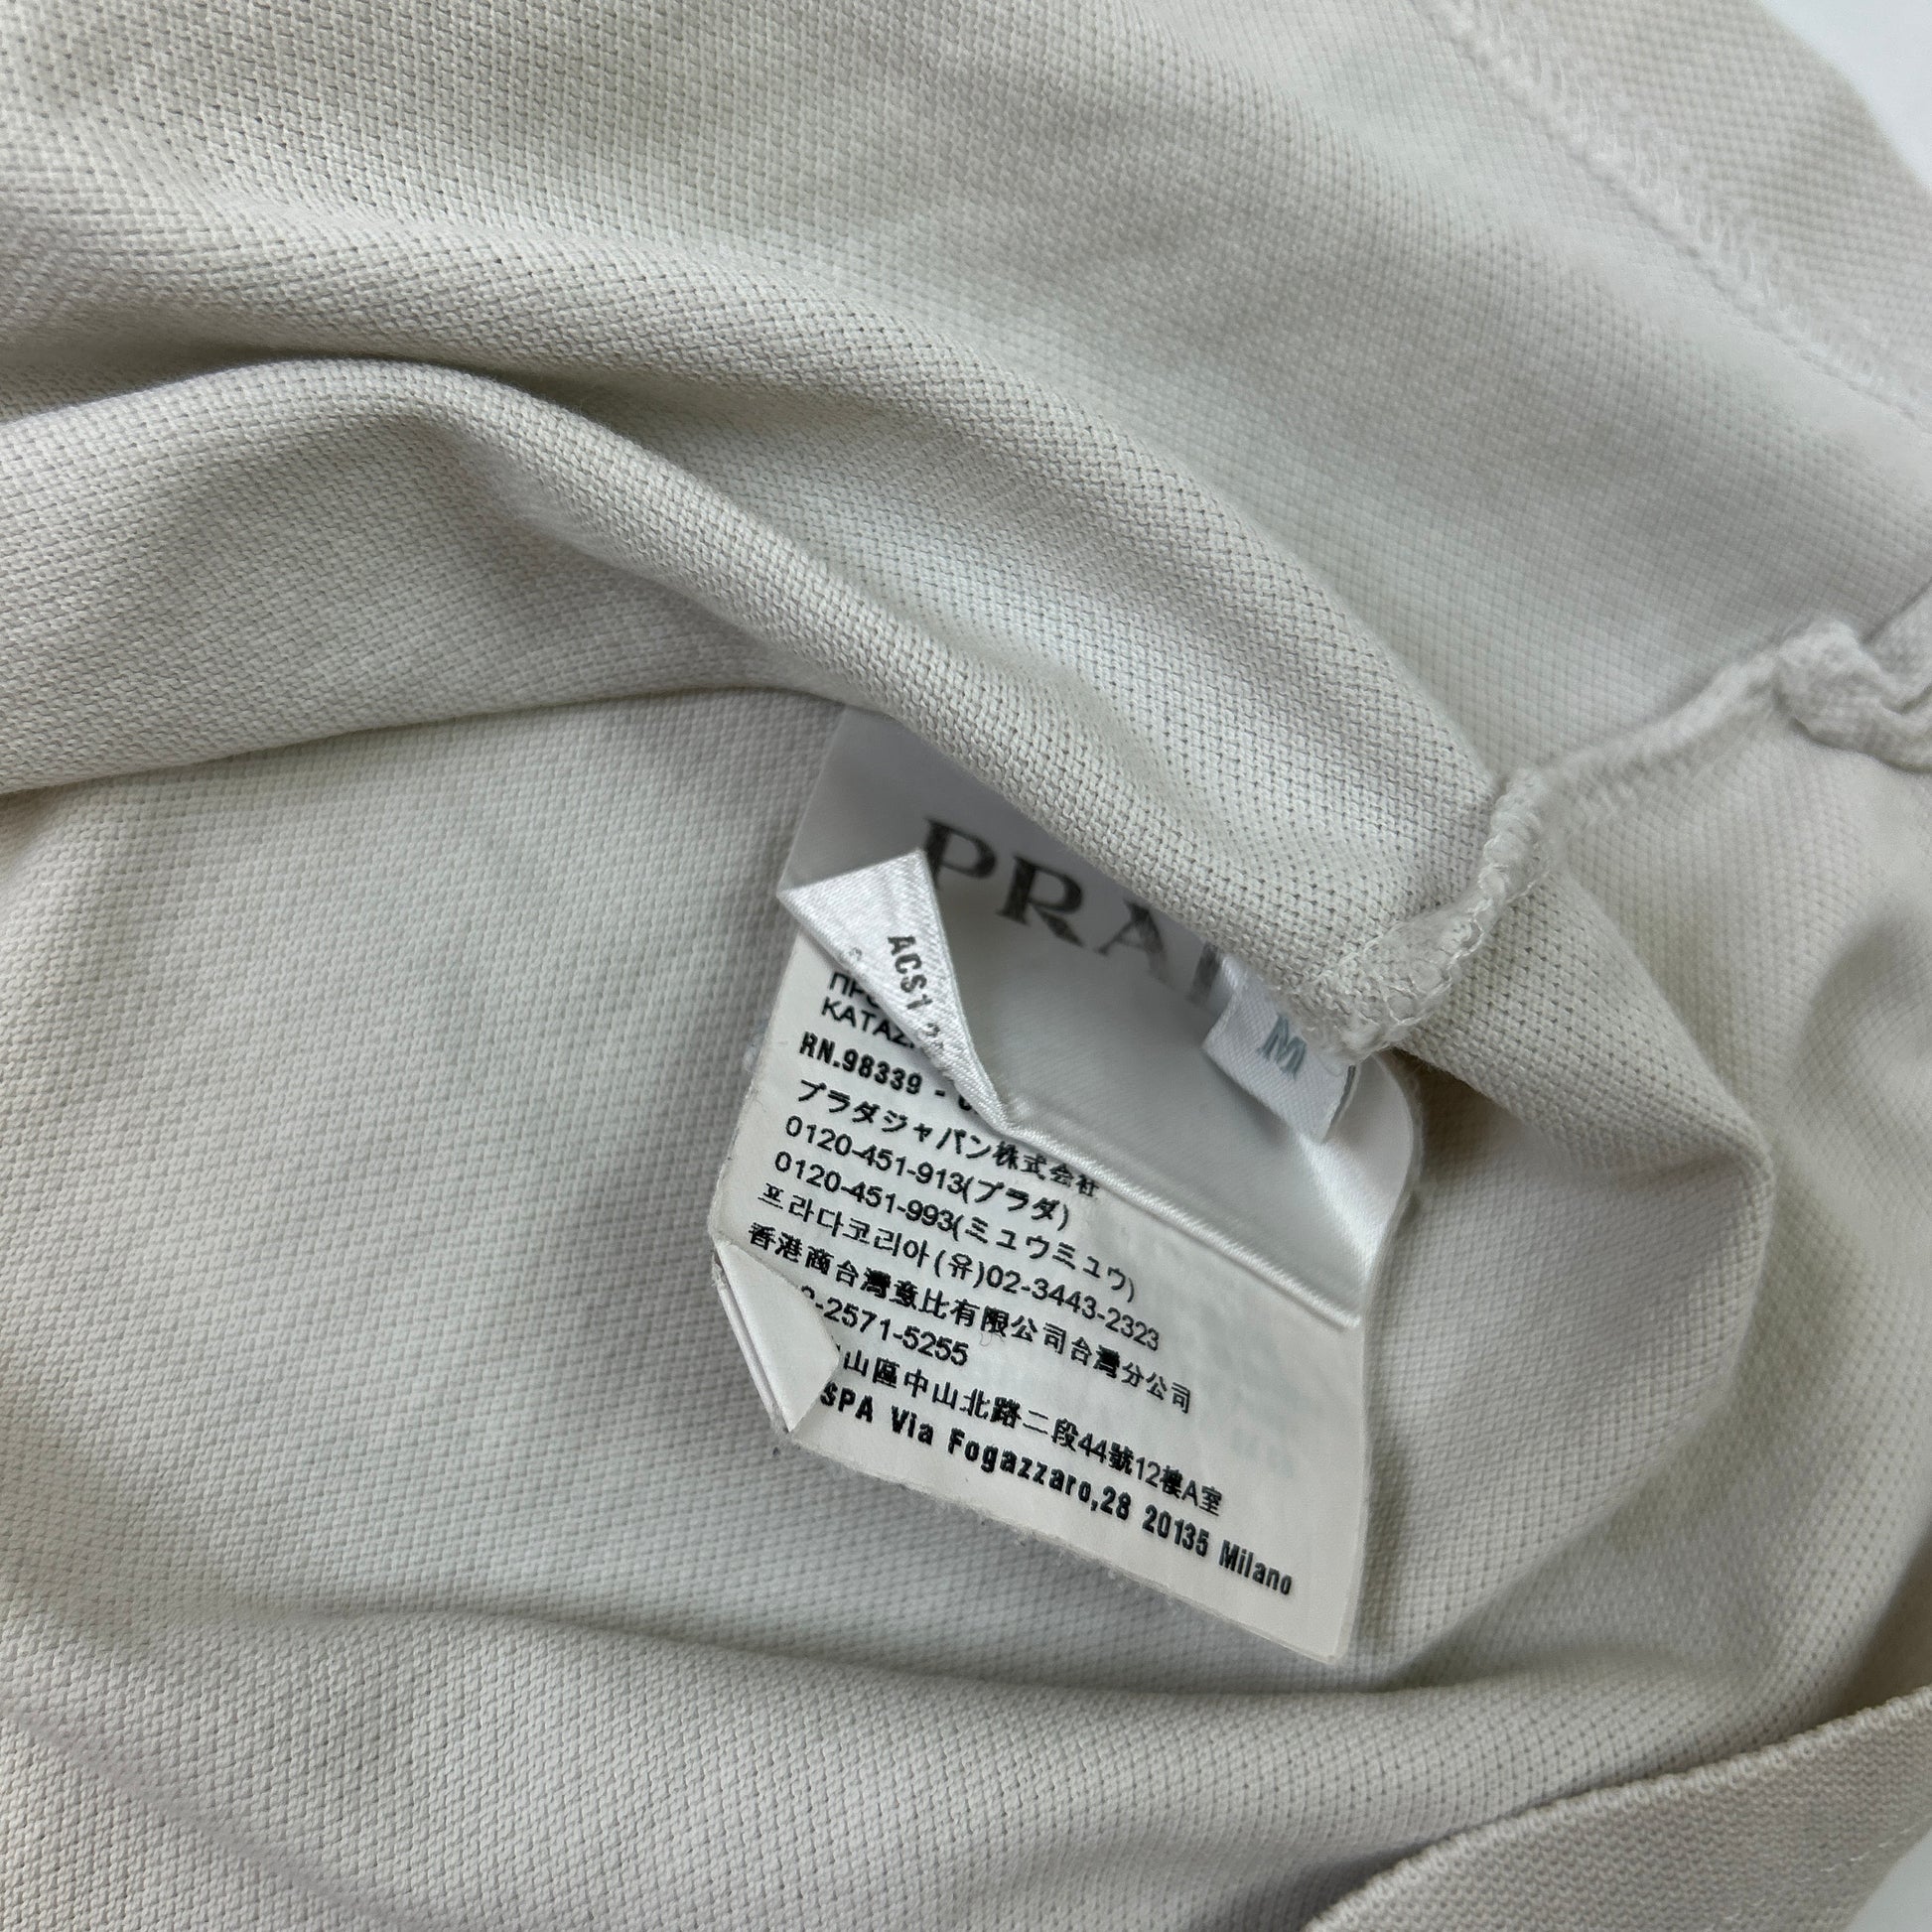 PRA
M
ACS1
RN.98339 -
プラダジャパン株式会社
0120-451-913(プラダ)
0120-451-993(ミュウミュウ)
프라다코리아(유)02-3443-2323
香港商台灣意比有限公司台灣分公司
-2571-5255
山區中山北路二段44號12樓A室
SPA Via Fogazzaro,28 20135 Milano